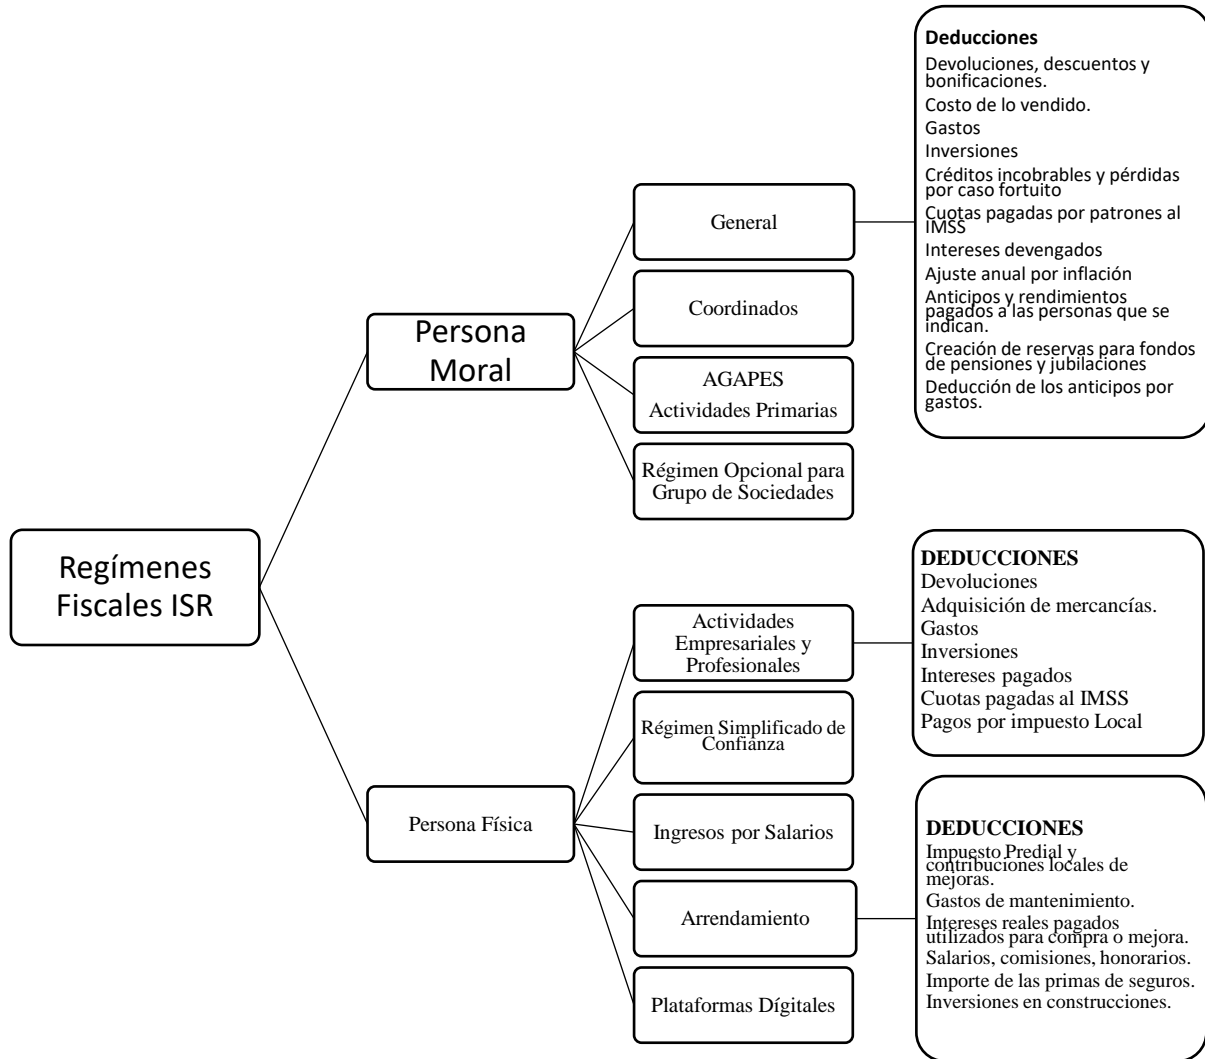 Regímenes
Fiscales ISR
Persona
Moral
General
Deducciones
Devoluciones, descuentos y
bonificaciones.
Costo de lo vendido.
Gastos
Inversiones
Créditos incobrables y pérdidas
por caso fortuito
Cuotas pagadas por patrones al
IMSS
Intereses devengados
Ajuste anual por inflación
Anticipos y rendimientos
pagados a las personas que se
indican.
Creación de reservas para fondos
de pensiones y jubilaciones
Deducción de los anticipos por
gastos.
Coordinados
AGAPES
Actividades Primarias
Régimen Opcional para
Grupo de Sociedades
Persona Física
Actividades
Empresariales y
Profesionales
DEDUCCIONES
Devoluciones
Adquisición de mercancías.
Gastos
Inversiones
Intereses pagados
Cuotas pagadas al IMSS
Pagos por impuesto Local
Régimen Simplificado de
Confianza
Ingresos por Salarios
Arrendamiento
DEDUCCIONES
Impuesto Predial y
contribuciones locales de
mejoras.
Gastos de mantenimiento.
Intereses reales pagados
utilizados para compra o mejora.
Salarios, comisiones, honorarios.
Importe de las primas de seguros.
Inversiones en construcciones.
Plataformas Dígitales